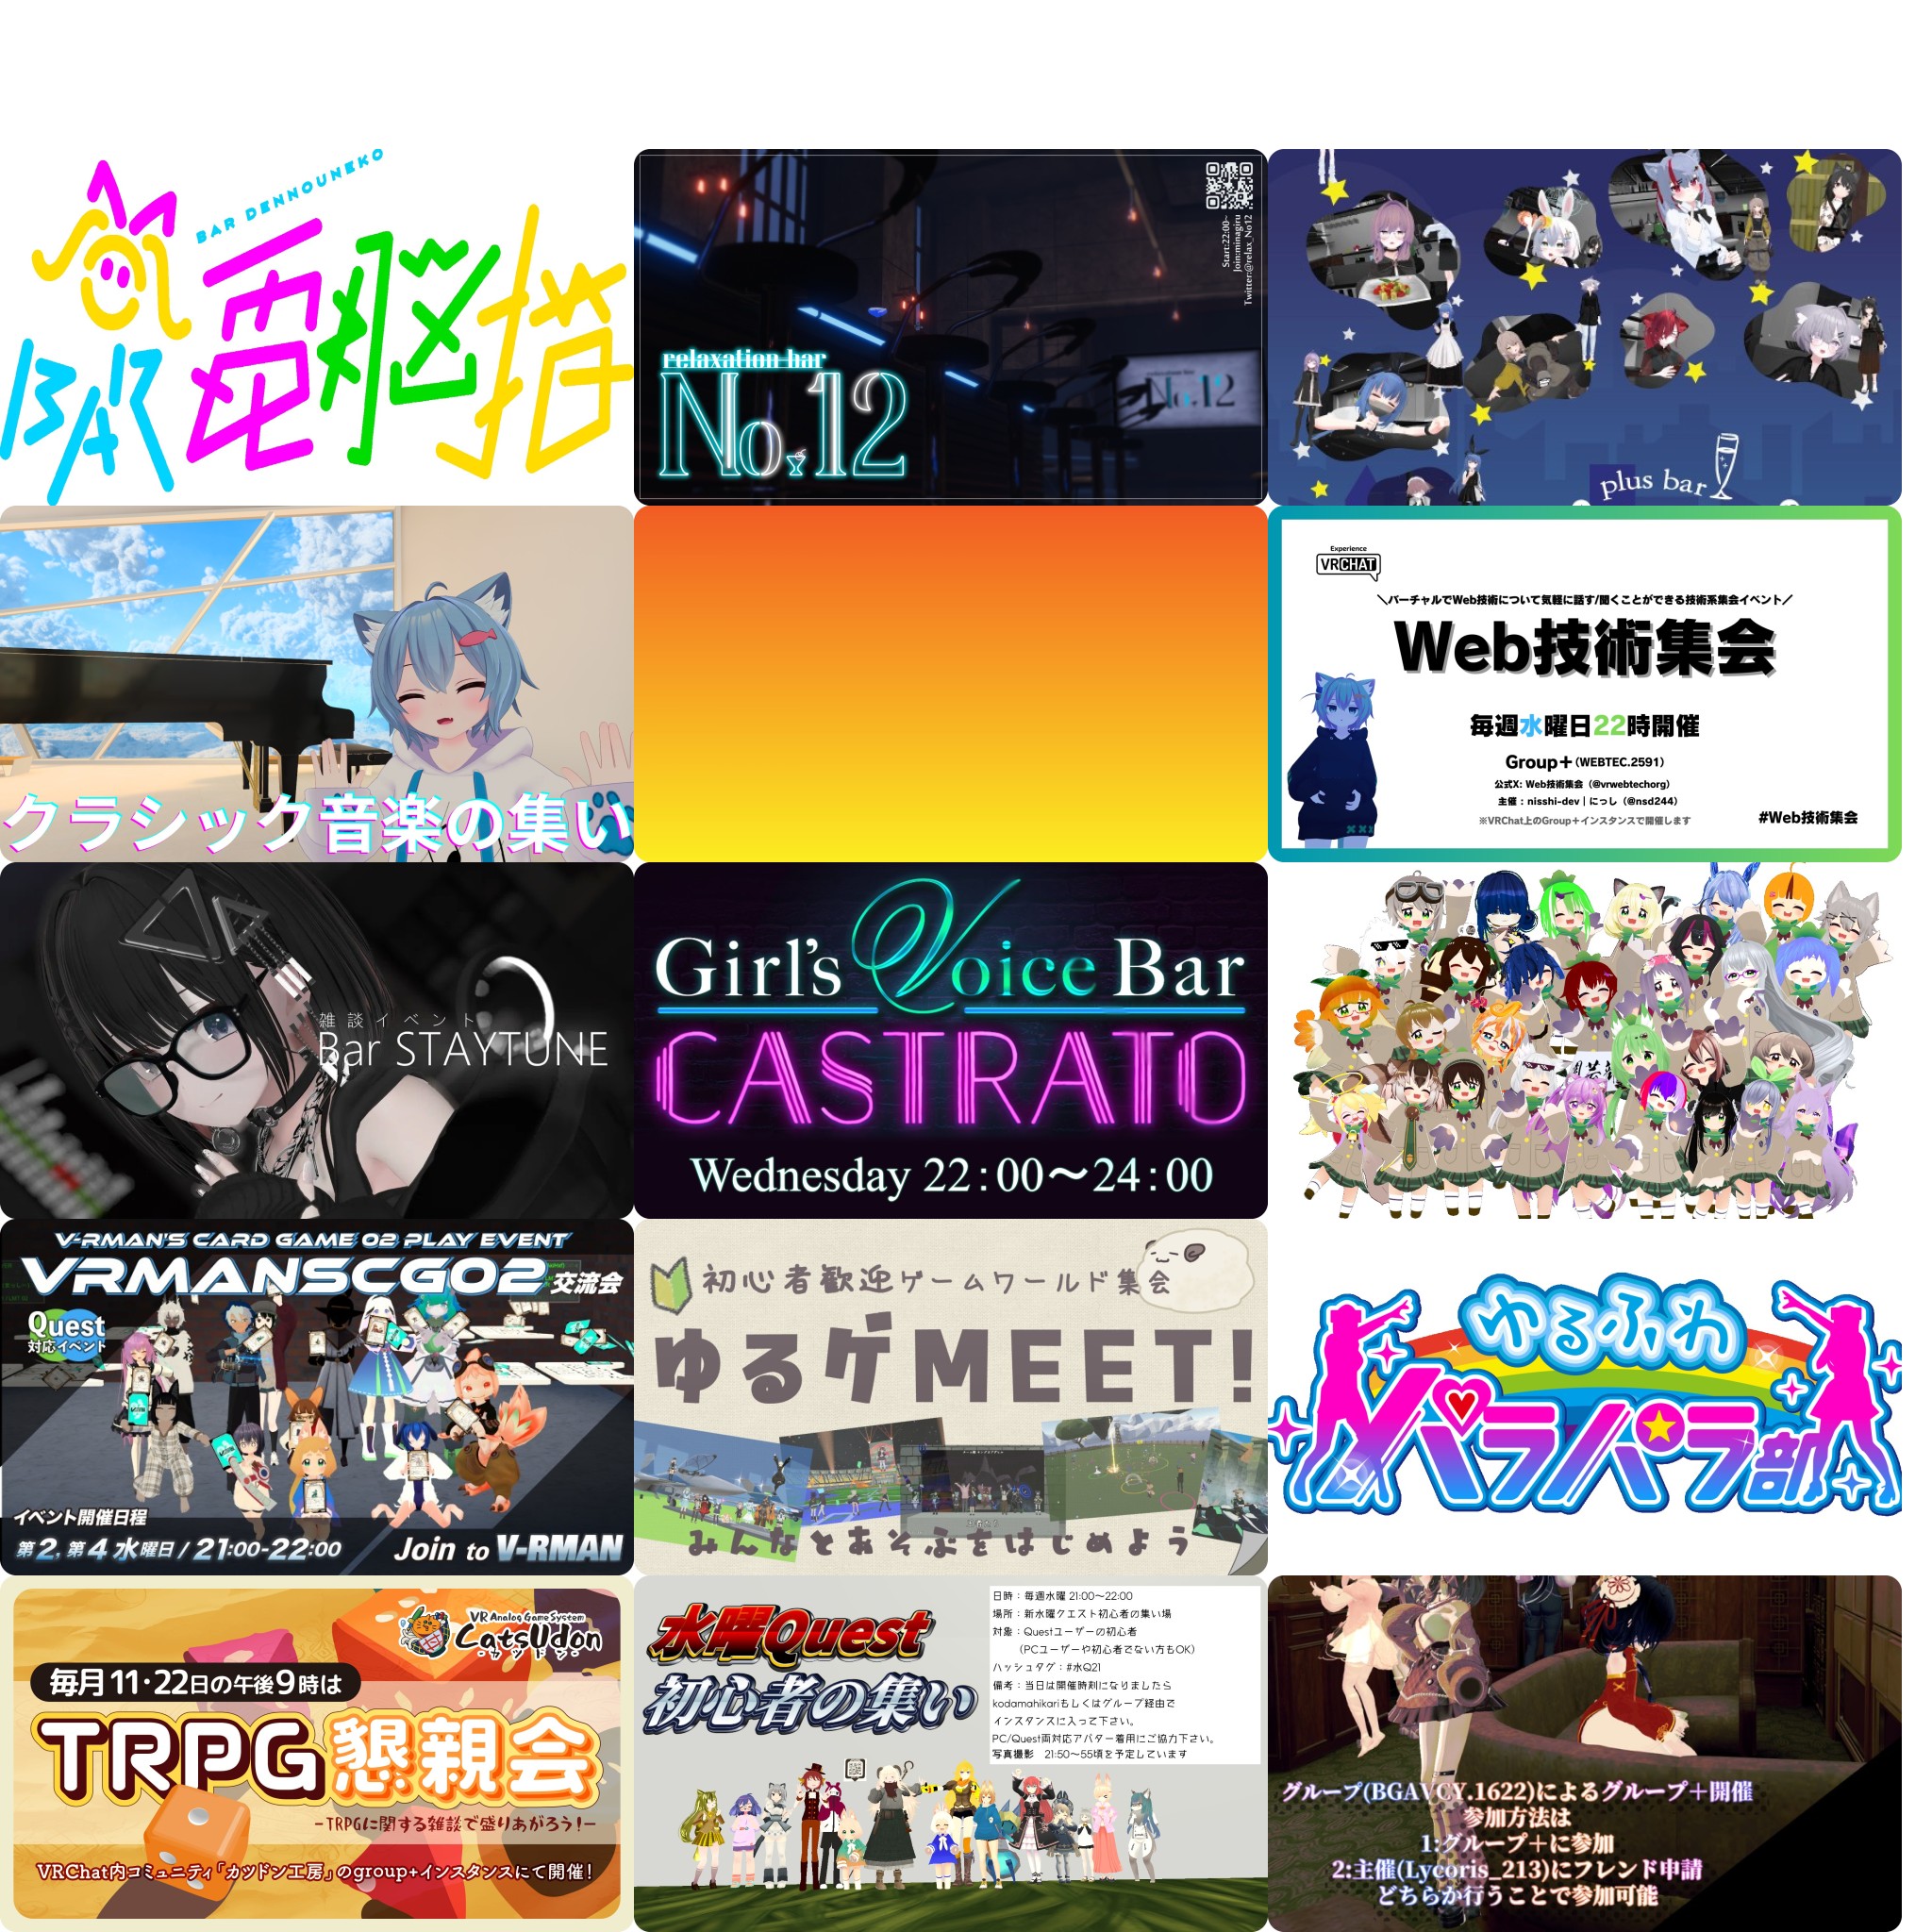 BAR DENNOUNEKO
BAR 電脳猫
Start:22:00~
Join:minagiru
Twitter:@relax_No12
relaxation bar
No.12
No.12
plus bar
クラシック音楽の集い
Experience
VRCHAT
＼バーチャルでWeb技術について気軽に話す/聞くことができる技術系集会イベント／
Web技術集会
毎週水曜日22時開催
Group＋(WEBTEC.2591)
公式X: Web技術集会（@vrwebtechorg）
主催：nisshi-dev｜にっし（@nsd244）
※VRChat上のGroup＋インスタンスで開催します
#Web技術集会
雑談イベント
Bar STAYTUNE
Girl's Voice Bar
CASTRATO
Wednesday 22:00〜24:00
V-RMAN'S CARD GAME 02 PLAY EVENT
VRMANSCG02交流会
Quest
対応イベント
イベント開催日程
第2, 第4 水曜日 / 21:00-22:00
Join to V-RMAN
初心者歓迎ゲームワールド集会
ゆるゲMEET!
みんなとあそぶをはじめよう
ゆるふわ
パラパラ部
VR Analog Game System
CatsUdon
-カツドン-
毎月11・22日の午後9時は
TRPG懇親会
-TRPGに関する雑談で盛りあがろう!-
VRChat内コミュニティ「カツドン工房」のgroup+インスタンスにて開催!
水曜Quest
初心者の集い
日時：毎週水曜 21:00〜22:00
場所：新水曜クエスト初心者の集い場
対象：Questユーザーの初心者
（PCユーザーや初心者でない方もOK）
ハッシュタグ：#水Q21
備考：当日は開催時刻になりましたら
kodamahikariもしくはグループ経由で
インスタンスに入って下さい。
PC/Quest両対応アバター着用にご協力下さい。
写真撮影　21:50〜55頃を予定しています
グループ(BGAVCY.1622)によるグループ＋開催
参加方法は
1:グループ＋に参加
2:主催(Lycoris_213)にフレンド申請
どちらか行うことで参加可能